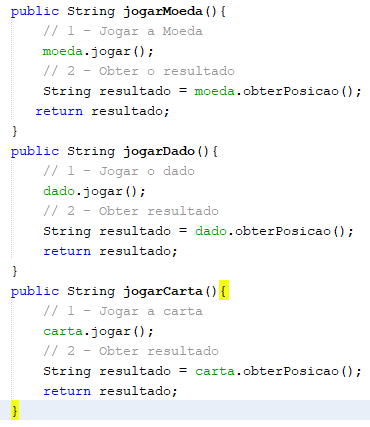 public String jogarMoeda(){
// 1 - Jogar a Moeda
moeda.jogar();
// 2 - Obter o resultado
String resultado = moeda.obterPosicao();
return resultado;
}
public String jogarDado(){
// 1 - Jogar o dado
dado.jogar();
// 2 - Obter resultado
String resultado = dado.obterPosicao();
return resultado;
}
public String jogarCarta(){
// 1 - Jogar a carta
carta.jogar();
// 2 - Obter resultado
String resultado = carta.obterPosicao();
return resultado;
}